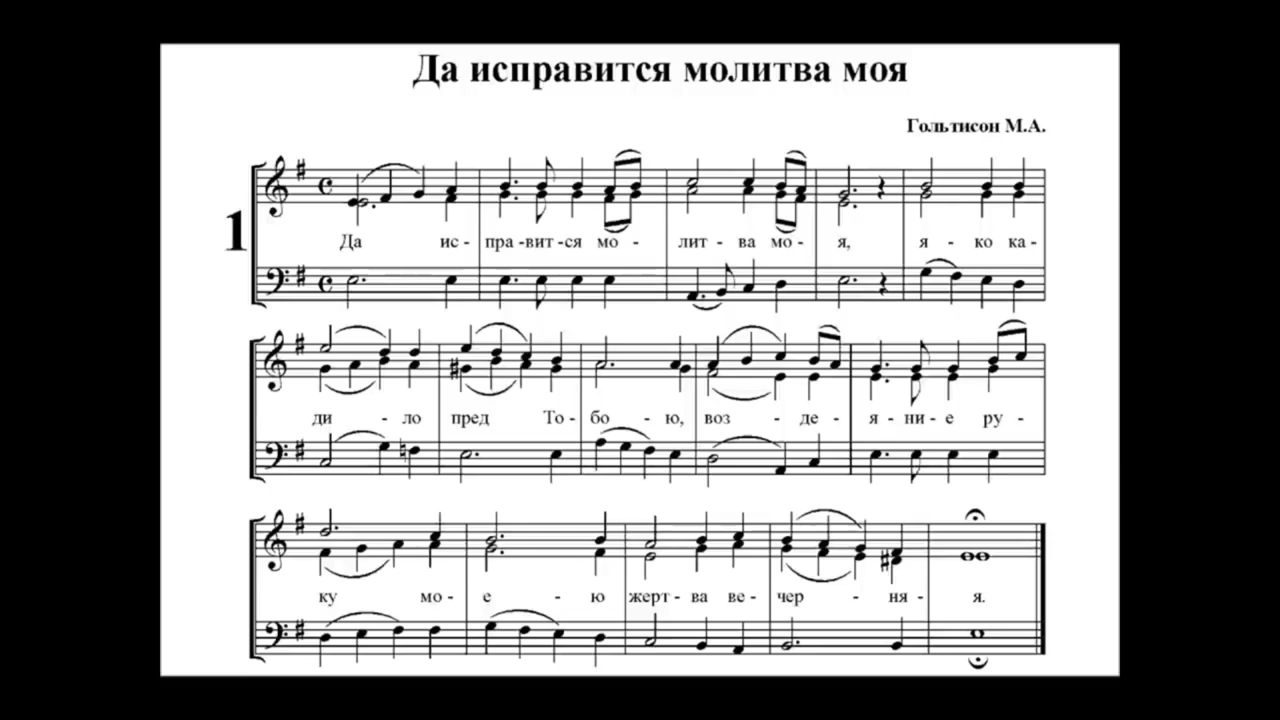 Да исправится молитва моя
Гольтисон М.А.
1
Да ис - пра -вит -ся мо - лит - ва мо - я, я - ко ка -
ди - ло пред То - бо - ю, воз - де - я - ни - е ру -
ку мо - е - ю жерт - ва ве - чер - ня - я.